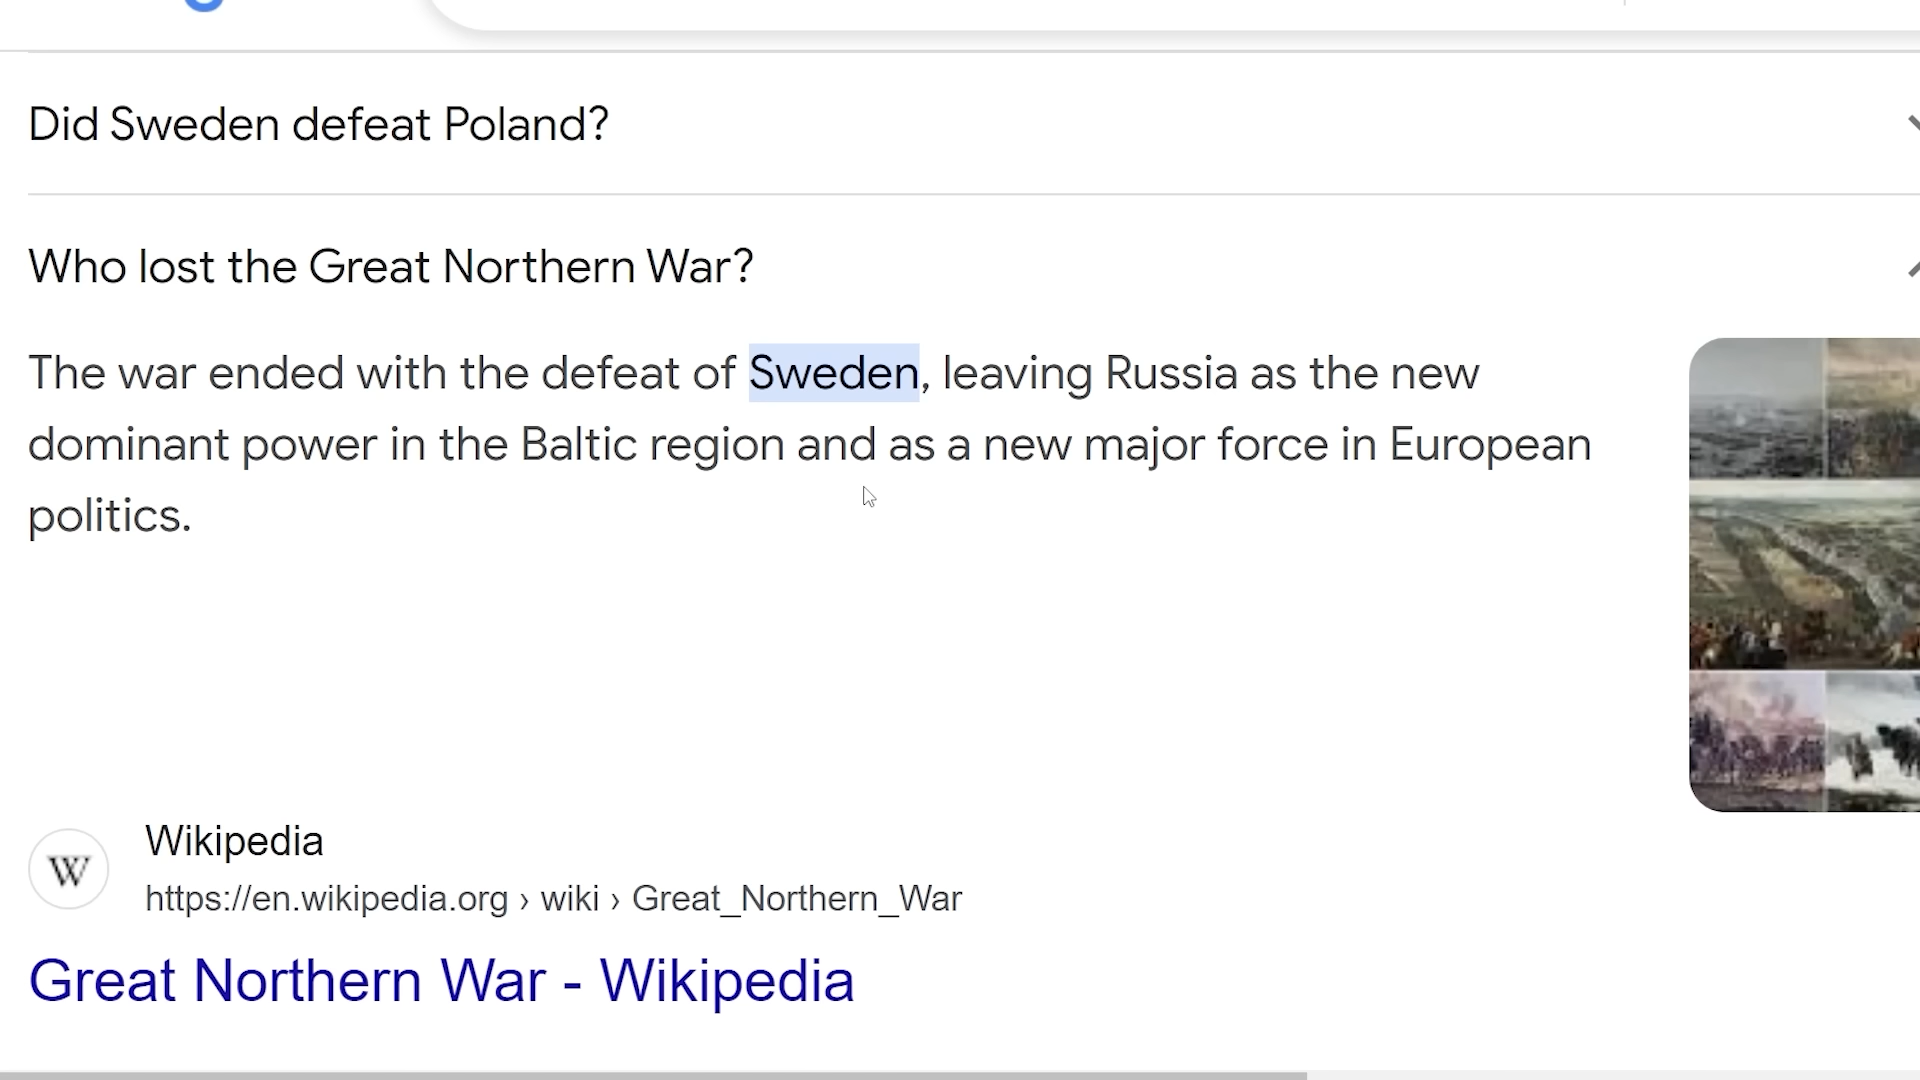 Did Sweden defeat Poland?
Who lost the Great Northern War?
The war ended with the defeat of Sweden, leaving Russia as the new
dominant power in the Baltic region and as a new major force in European
politics.
W
Wikipedia
https://en.wikipedia.org › wiki › Great_Northern_War
Great Northern War - Wikipedia